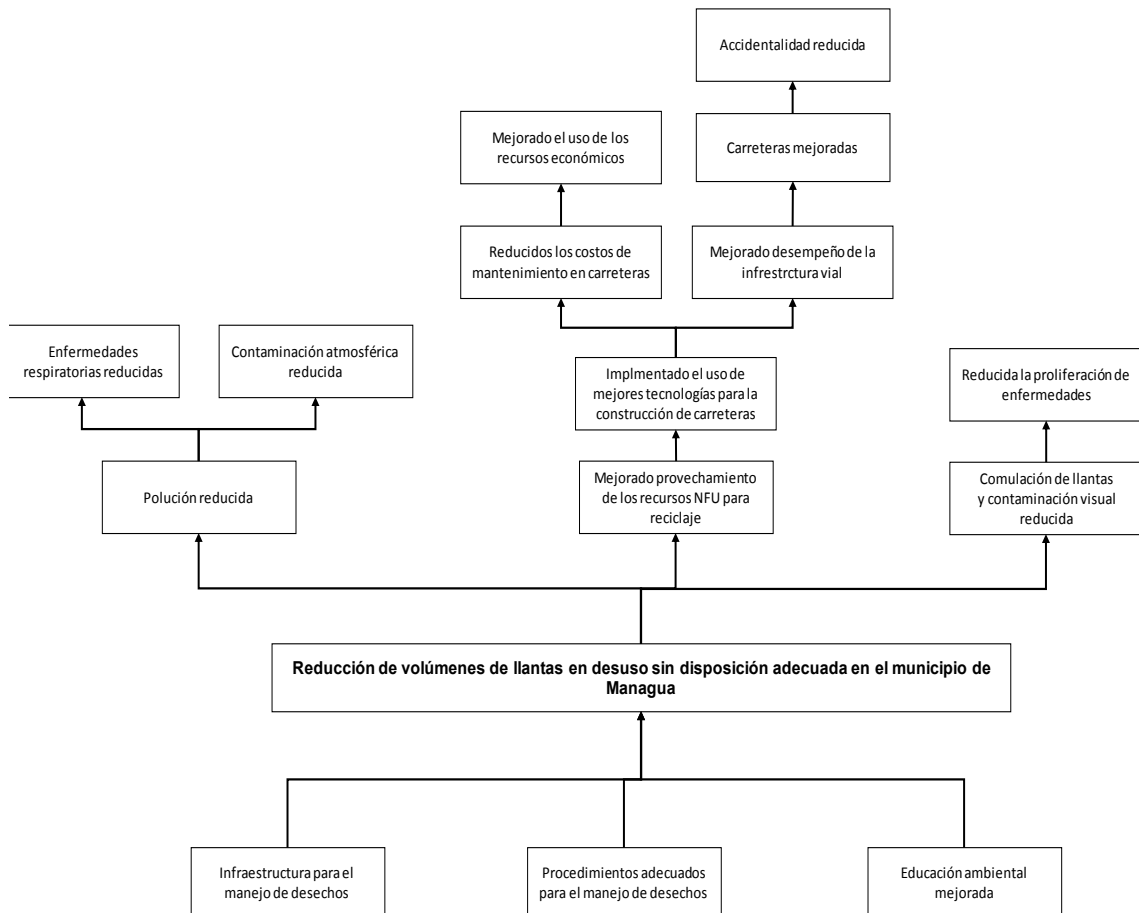 Accidentalidad reducida
Mejorado el uso de los
recursos económicos
Carreteras mejoradas
Reducidos los costos de
mantenimiento en carreteras
Mejorado desempeño de la
infrestrctura vial
Enfermedades
respiratorias reducidas
Contaminación atmosférica
reducida
Implmentado el uso de
mejores tecnologías para la
construcción de carreteras
Reducida la proliferación de
enfermedades
Polución reducida
Mejorado provechamiento
de los recursos NFU para
reciclaje
Comulación de llantas
y contaminación visual
reducida
Reducción de volúmenes de llantas en desuso sin disposición adecuada en el municipio de
Managua
Infraestructura para el
manejo de desechos
Procedimientos adecuados
para el manejo de desechos
Educación ambiental
mejorada